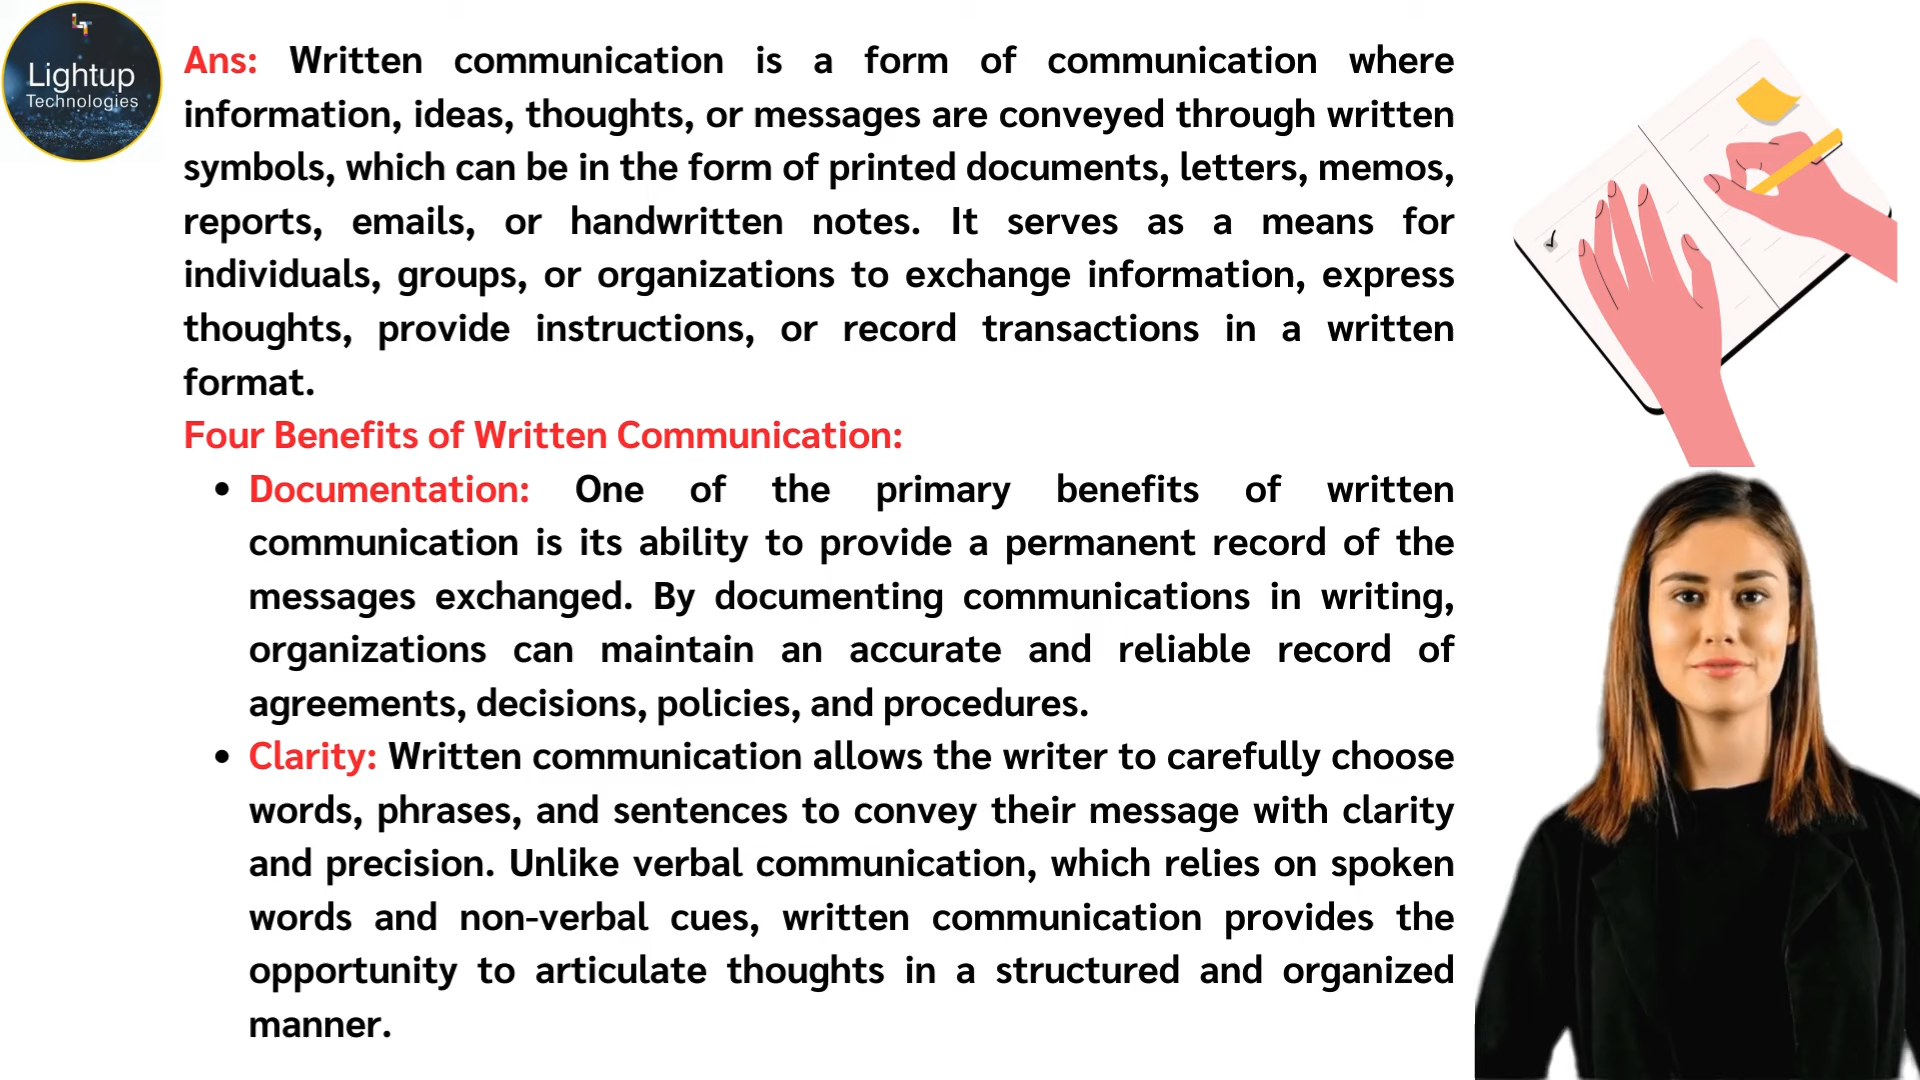 LT
Lightup
Technologies
Ans: Written communication is a form of communication where
information, ideas, thoughts, or messages are conveyed through written
symbols, which can be in the form of printed documents, letters, memos,
reports, emails, or handwritten notes. It serves as a means for
individuals, groups, or organizations to exchange information, express
thoughts, provide instructions, or record transactions in a written
format.
Four Benefits of Written Communication:
• Documentation: One of the primary benefits of written
communication is its ability to provide a permanent record of the
messages exchanged. By documenting communications in writing,
organizations can maintain an accurate and reliable record of
agreements, decisions, policies, and procedures.
• Clarity: Written communication allows the writer to carefully choose
words, phrases, and sentences to convey their message with clarity
and precision. Unlike verbal communication, which relies on spoken
words and non-verbal cues, written communication provides the
opportunity to articulate thoughts in a structured and organized
manner.